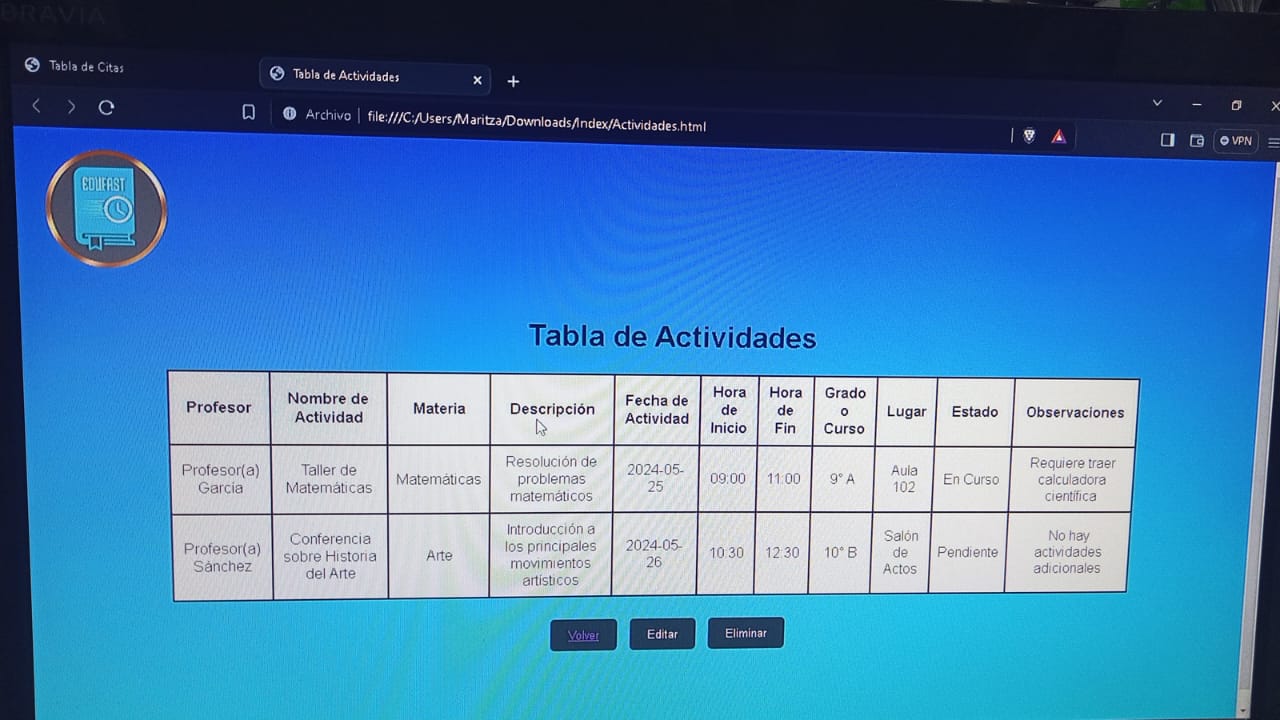 BRAVIA
Tabla de Citas
Tabla de Actividades
Archivo | file:///C:/Users/Maritza/Downloads/Index/Actividades.html
VPN
EDUFAST
Tabla de Actividades
Profesor
Nombre de
Actividad
Materia
Descripción
Fecha de
Actividad
Hora
de
Inicio
Hora
de
Fin
Grado
o
Curso
Lugar
Estado
Observaciones
Profesor(a)
Garcia
Taller de
Matemáticas
Matemáticas
Resolución de
problemas
matemáticos
2024-05-
25
09:00
11:00
9° A
Aula
102
En Curso
Requiere traer
calculadora
científica
Profesor(a)
Sánchez
Conferencia
sobre Historia
del Arte
Arte
Introducción a
los principales
movimientos
artísticos
2024-05-
26
10:30
12:30
10° B
Salón
de
Actos
Pendiente
No hay
actividades
adicionales
Volver
Editar
Eliminar